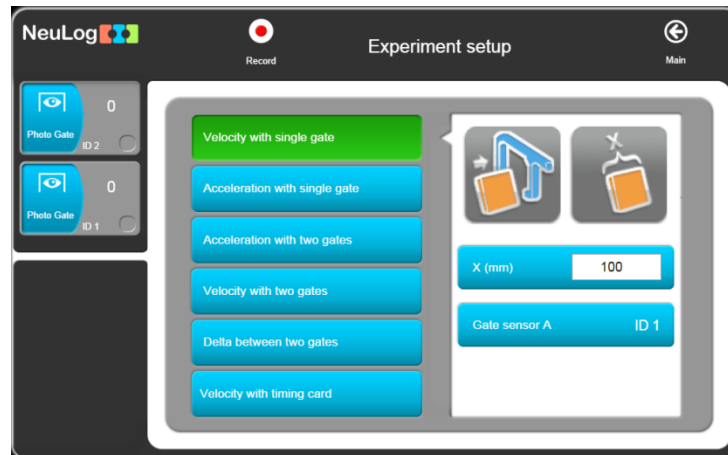 NeuLog
Record
Experiment setup
Main
0
Photo Gate
ID 2
0
Photo Gate
ID 1
Velocity with single gate
Acceleration with single gate
Acceleration with two gates
Velocity with two gates
Delta between two gates
Velocity with timing card
X
X (mm)
100
Gate sensor A
ID 1